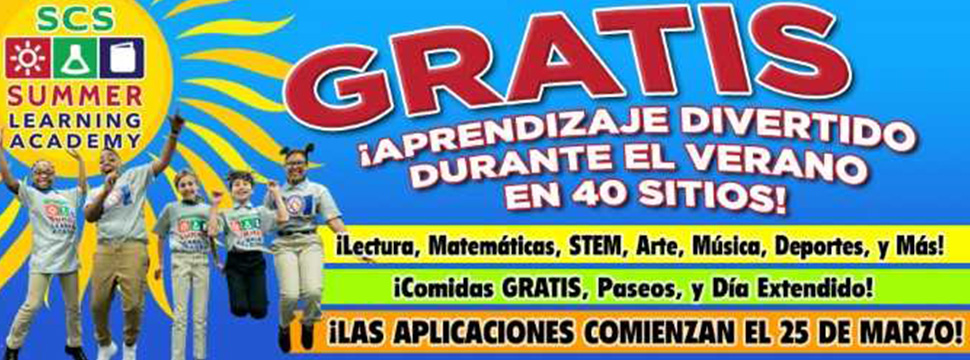 SCS
SUMMER
LEARNING
ACADEMY
GRATIS
¡APRENDIZAJE DIVERTIDO
DURANTE EL VERANO
EN 40 SITIOS!
¡Lectura, Matemáticas, STEM, Arte, Música, Deportes, y Más!
¡Comidas GRATIS, Paseos, y Día Extendido!
¡LAS APLICACIONES COMIENZAN EL 25 DE MARZO!